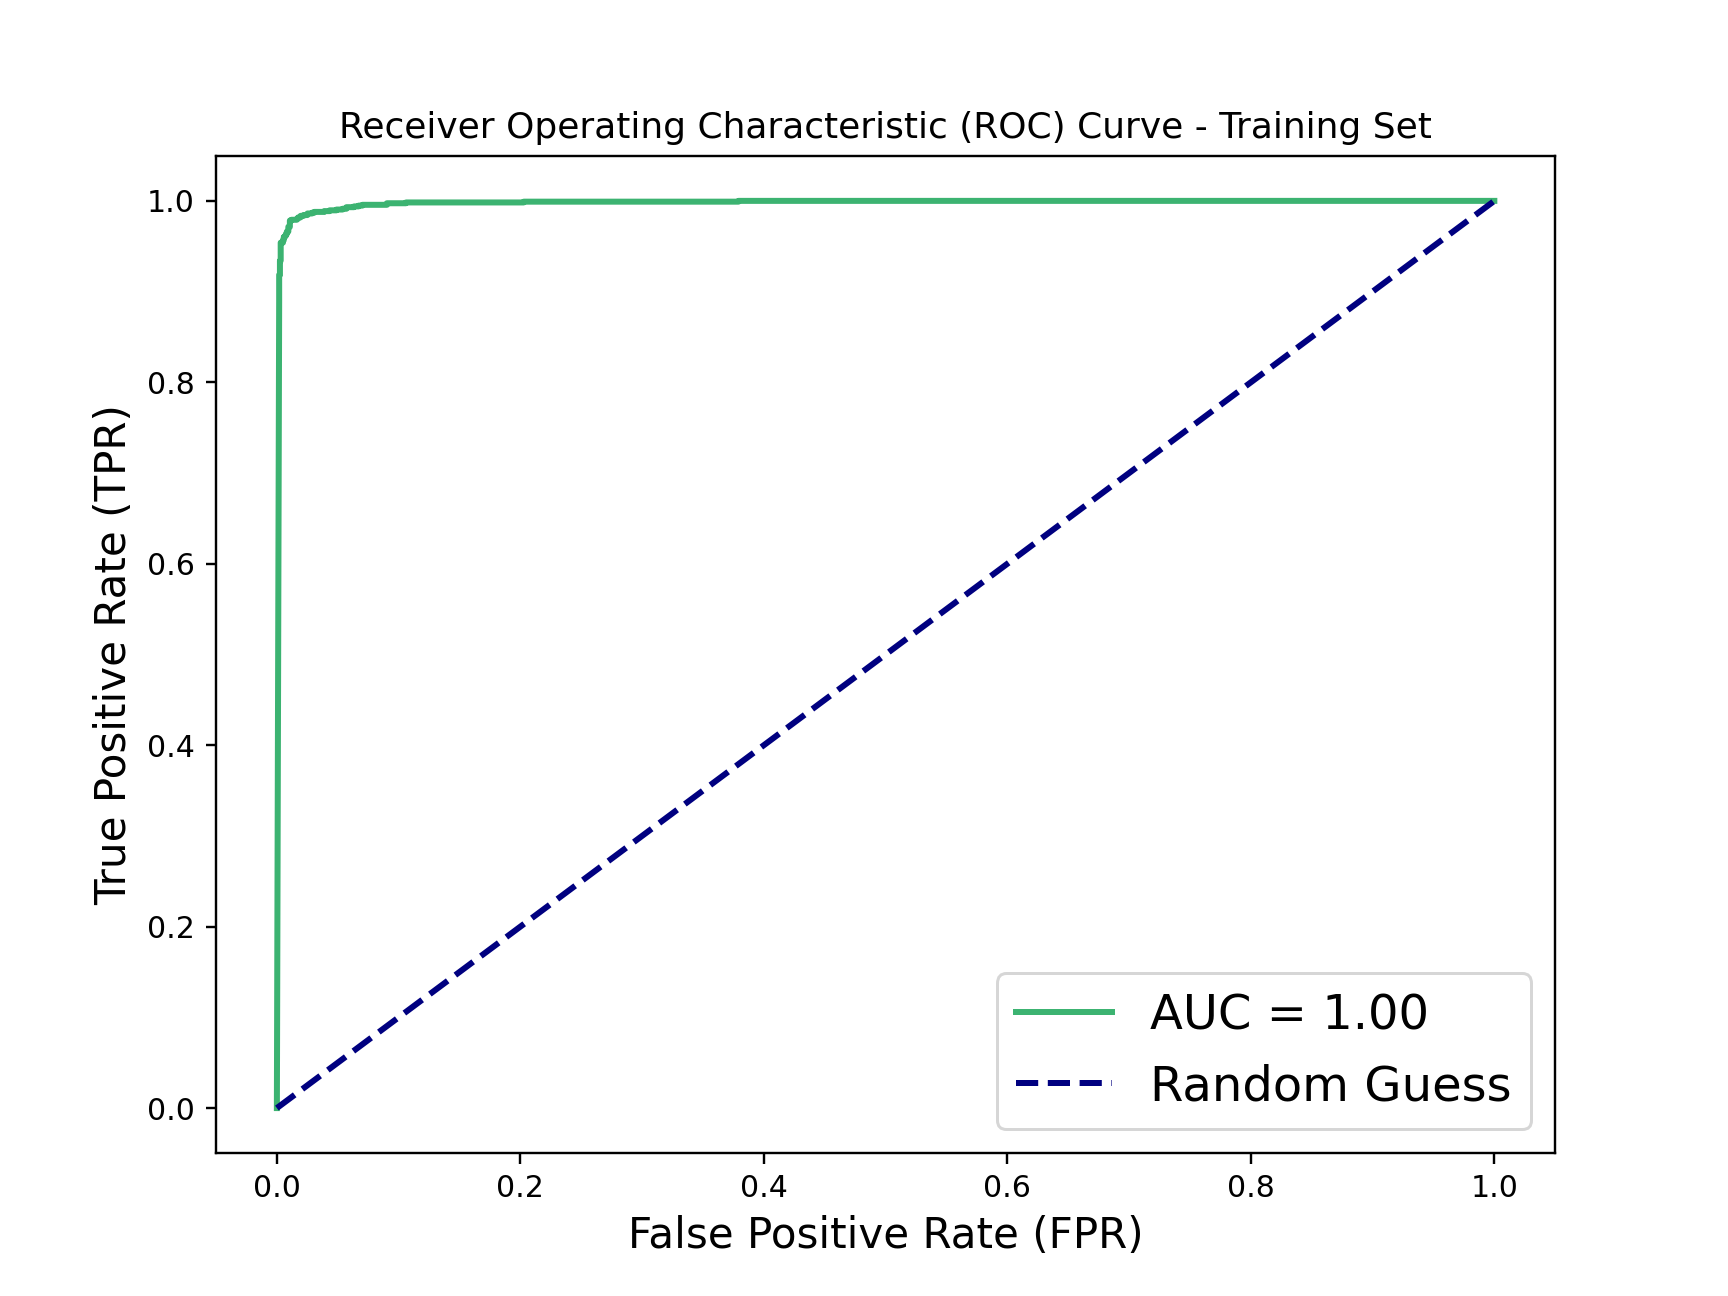 Receiver Operating Characteristic (ROC) Curve - Training Set
True Positive Rate (TPR)
1.0
0.8
0.6
0.4
0.2
0.0
AUC = 1.00
Random Guess
0.0 0.2 0.4 0.6 0.8 1.0
False Positive Rate (FPR)